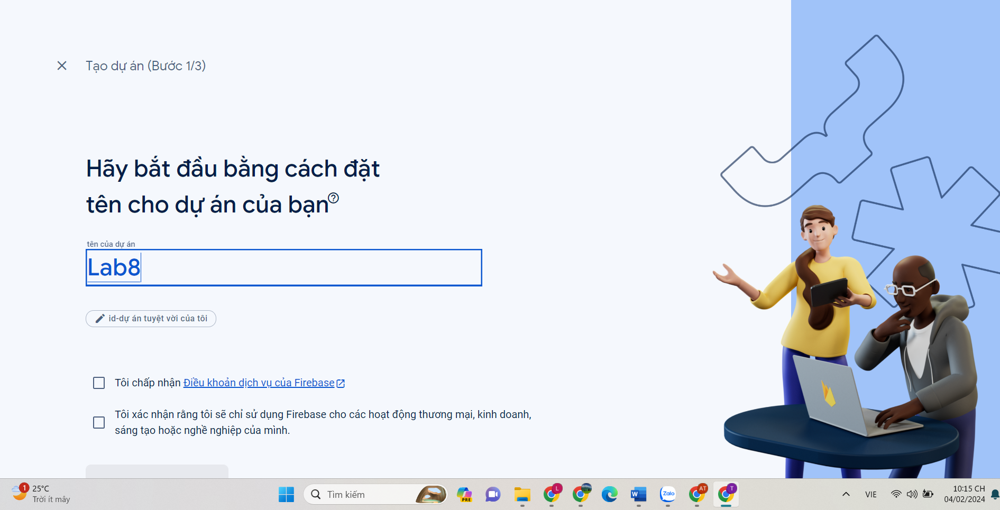 Tạo dự án (Bước 1/3)
Hãy bắt đầu bằng cách đặt
tên cho dự án của bạn
tên của dự án
Lab8
id-dự án tuyệt vời của tôi
Tôi chấp nhận Điều khoản dịch vụ của Firebase
Tôi xác nhận rằng tôi sẽ chỉ sử dụng Firebase cho các hoạt động thương mại, kinh doanh,
sáng tạo hoặc nghề nghiệp của mình.
1
25°C
Trời ít mây
Tìm kiếm
PRE
L
W
Zalo
AT
T
VIE
10:15 CH
04/02/2024